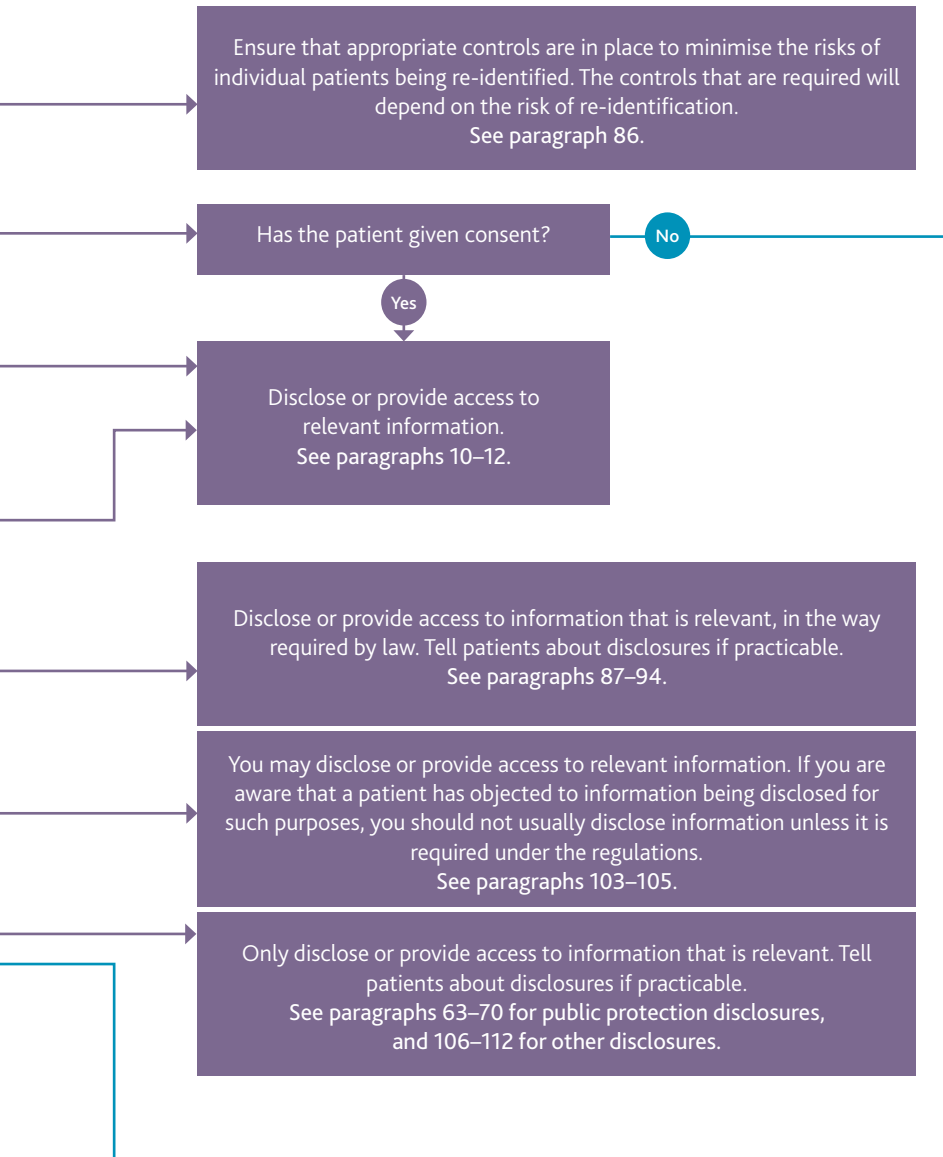 Ensure that appropriate controls are in place to minimise the risks of
individual patients being re-identified. The controls that are required will
depend on the risk of re-identification.
See paragraph 86.
Has the patient given consent?
No
Yes
Disclose or provide access to
relevant information.
See paragraphs 10–12.
Disclose or provide access to information that is relevant, in the way
required by law. Tell patients about disclosures if practicable.
See paragraphs 87–94.
You may disclose or provide access to relevant information. If you are
aware that a patient has objected to information being disclosed for
such purposes, you should not usually disclose information unless it is
required under the regulations.
See paragraphs 103–105.
Only disclose or provide access to information that is relevant. Tell
patients about disclosures if practicable.
See paragraphs 63–70 for public protection disclosures,
and 106–112 for other disclosures.